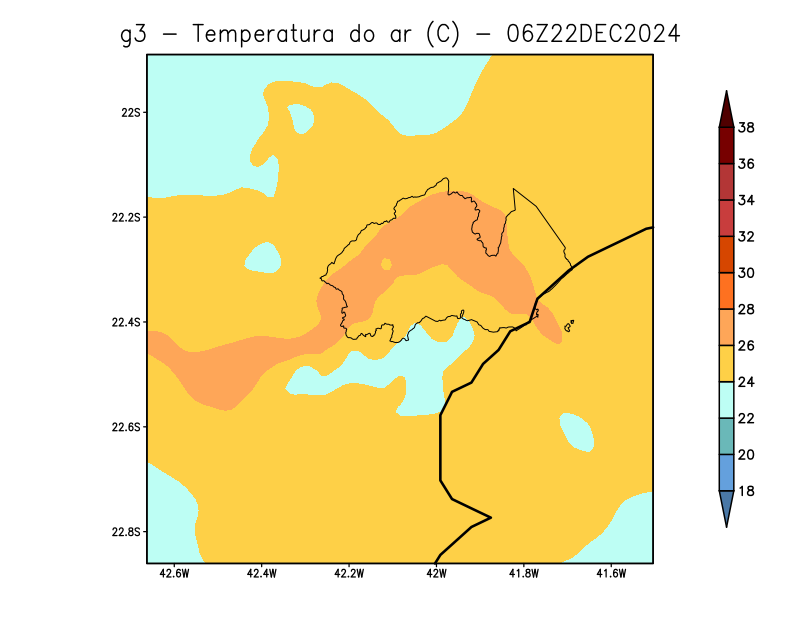 g3 - Temperatura do ar (C) - 06Z22DEC2024
22S
22.2S
22.4S
22.6S
22.8S
42.6W
42.4W
42.2W
42W
41.8W
41.6W
38
36
34
32
30
28
26
24
22
20
18